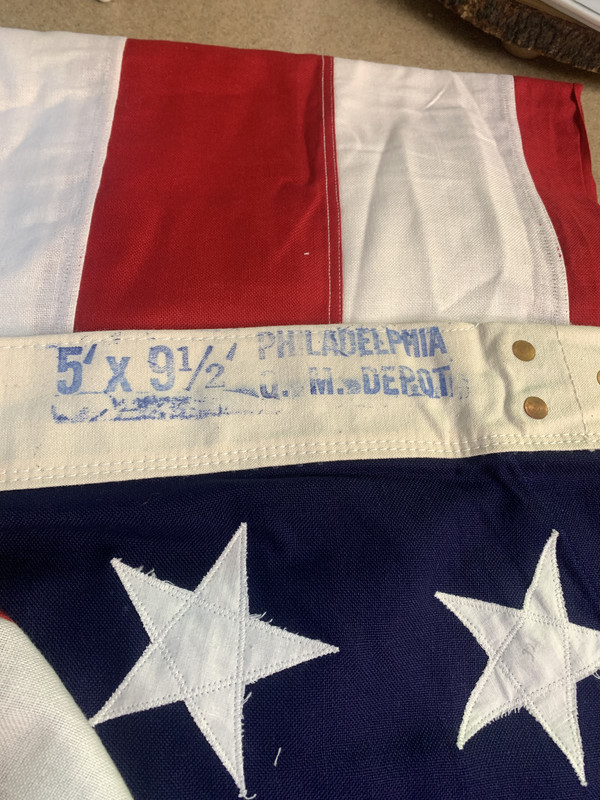 5' x 9½'
PHILADELPHIA
Q. M. DEPOT